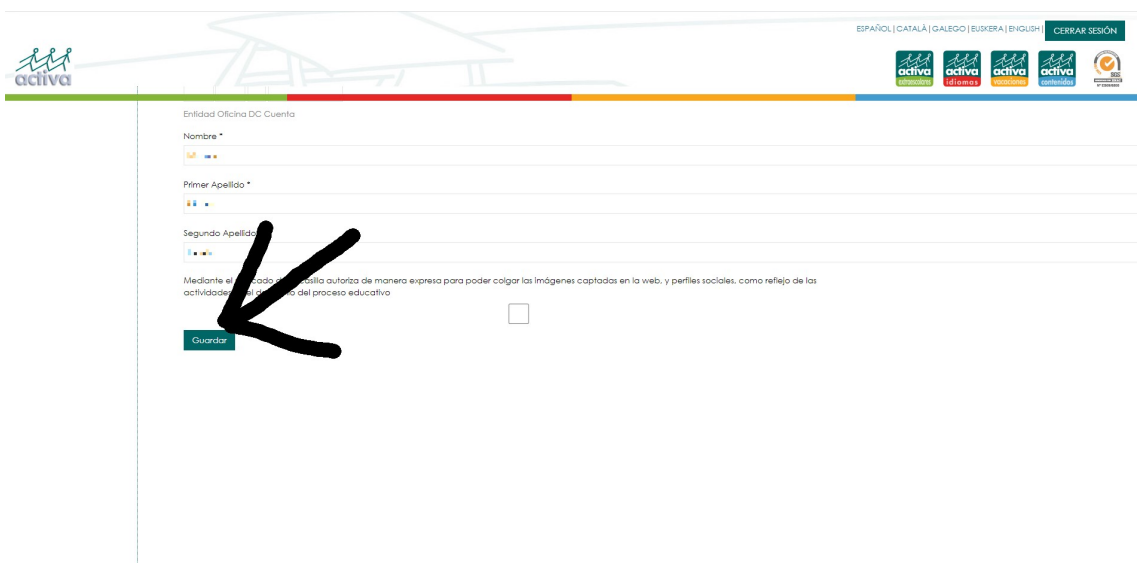 ESPAÑOL | CATALÀ | GALEGO | EUSKERA | ENGLISH | CERRAR SESIÓN
activa
activa extraescolares
activa idiomas
activa vacaciones
activa contenidos
SGS
Entidad Oficina DC Cuenta
Nombre *
Primer Apellido *
Segundo Apellido
Mediante el casilla autoriza de manera expresa para poder colgar las imágenes captadas en la web, y perfiles sociales, como reflejo de las
actividades del proceso educativo
Guardar